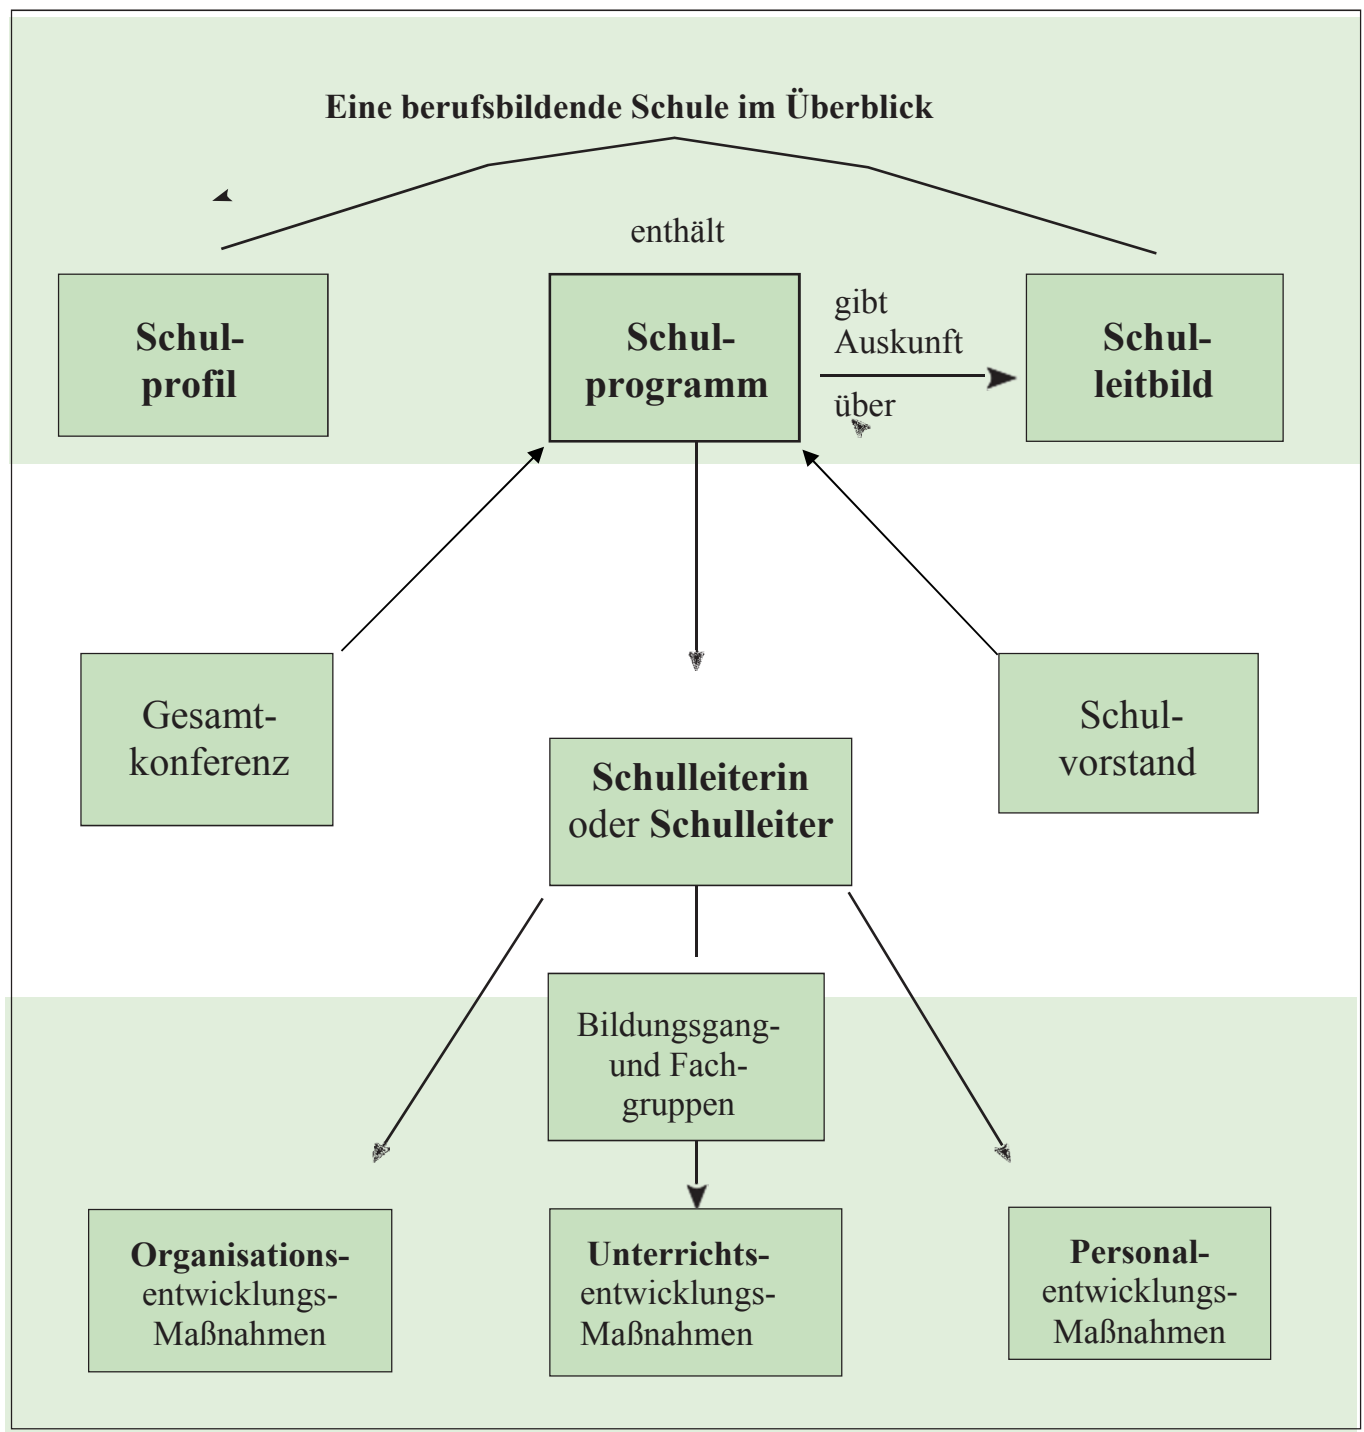 Eine berufsbildende Schule im Überblick
enthält
Schul-
profil
Schul-
programm
gibt
Auskunft
über
Schul-
leitbild
Gesamt-
konferenz
Schulleiterin
oder Schulleiter
Schul-
vorstand
Bildungsgang-
und Fach-
gruppen
Organisations-
entwicklungs-
Maßnahmen
Unterrichts-
entwicklungs-
Maßnahmen
Personal-
entwicklungs-
Maßnahmen